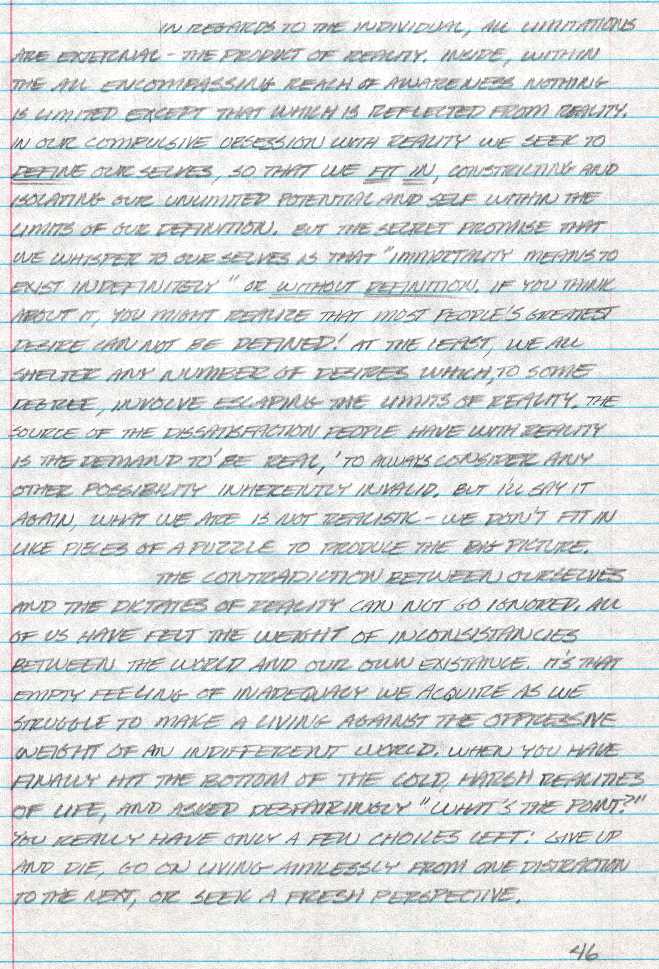 IN REGARDS TO THE INDIVIDUAL, ALL LIMITATIONS
ARE EXTERNAL - THE PRODUCT OF REALITY. INSIDE, WITHIN
THE ALL ENCOMPASSING REACH OF AWARENESS NOTHING
IS LIMITED EXCEPT THAT WHICH IS REFLECTED FROM REALITY.
IN OUR COMPULSIVE OBSESSION WITH REALITY WE SEEK TO
DEFINE OUR SELVES, SO THAT WE FIT IN, CONSTRICTING AND
ISOLATING OUR UNLIMITED POTENTIAL AND SELF WITHIN THE
LIMITS OF OUR DEFINITION. BUT THE SECRET PROMISE THAT
WE WHISPER TO OUR SELVES IS THAT "IMMORTALITY MEANS TO
EXIST INDEFINITELY" OR WITHOUT DEFINITION. IF YOU THINK
ABOUT IT, YOU MIGHT REALIZE THAT MOST PEOPLE'S GREATEST
DESIRE CAN NOT BE DEFINED! AT THE LEAST, WE ALL
SHELTER ANY NUMBER OF DESIRES WHICH, TO SOME
DEGREE, INVOLVE ESCAPING THE LIMITS OF REALITY. THE
SOURCE OF THE DISSATISFACTION PEOPLE HAVE WITH REALITY
IS THE DEMAND TO 'BE REAL,' TO ALWAYS CONSIDER ANY
OTHER POSSIBILITY INHERENTLY INVALID. BUT I'LL SAY IT
AGAIN, WHAT WE ARE IS NOT REALISTIC - WE DON'T FIT IN
LIKE PIECES OF A PUZZLE TO PRODUCE THE BIG PICTURE.
THE CONTRADICTION BETWEEN OURSELVES
AND THE DICTATES OF REALITY CAN NOT GO IGNORED. ALL
OF US HAVE FELT THE WEIGHT OF INCONSISTANCIES
BETWEEN THE WORLD AND OUR OWN EXISTANCE. IT'S THAT
EMPTY FEELING OF INADEQUACY WE ACQUIRE AS WE
STRUGGLE TO MAKE A LIVING AGAINST THE OPPRESSIVE
WEIGHT OF AN INDIFFERENT WORLD. WHEN YOU HAVE
FINALLY HIT THE BOTTOM OF THE COLD, HARSH REALITIES
OF LIFE, AND ASKED DESPAIRINGLY "WHAT'S THE POINT?"
YOU REALLY HAVE ONLY A FEW CHOICES LEFT: GIVE UP
AND DIE, GO ON LIVING AIMLESSLY FROM ONE DISTRACTION
TO THE NEXT, OR SEEK A FRESH PERSPECTIVE.
46